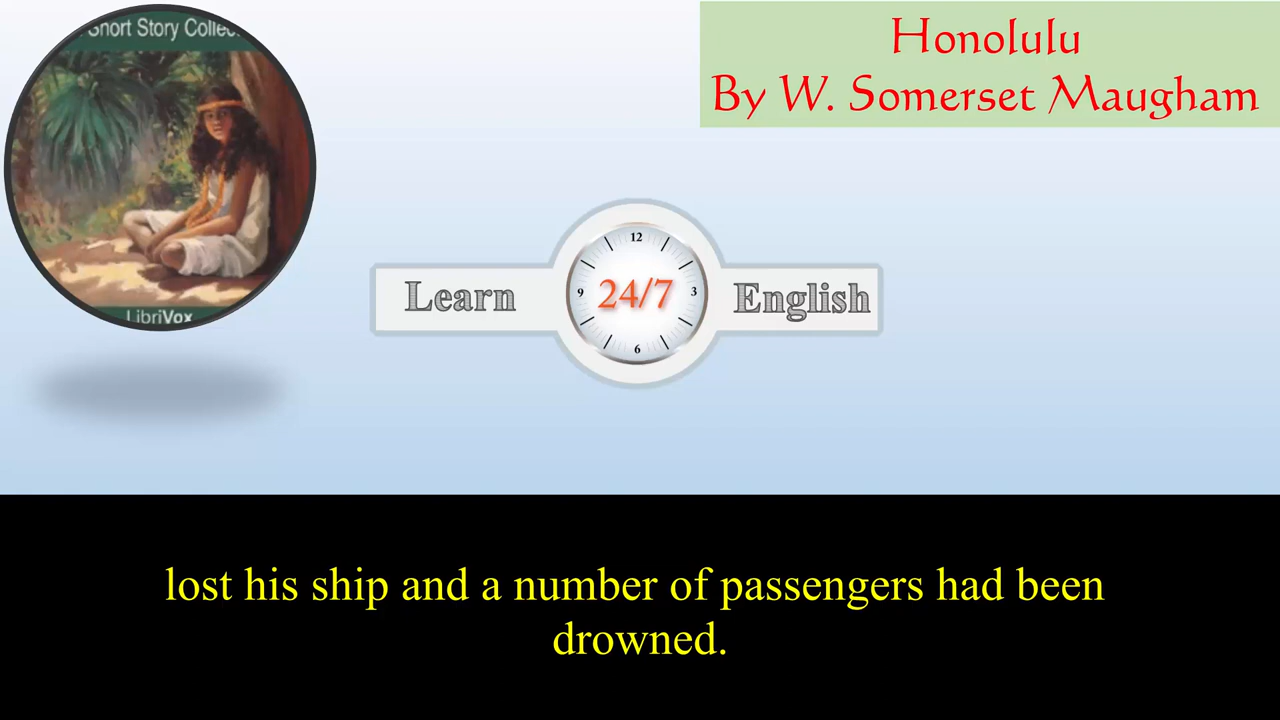 Short Story Collec
LibriVox
Honolulu
By W. Somerset Maugham
Learn 24/7 English
12
9
3
6
lost his ship and a number of passengers had been
drowned.